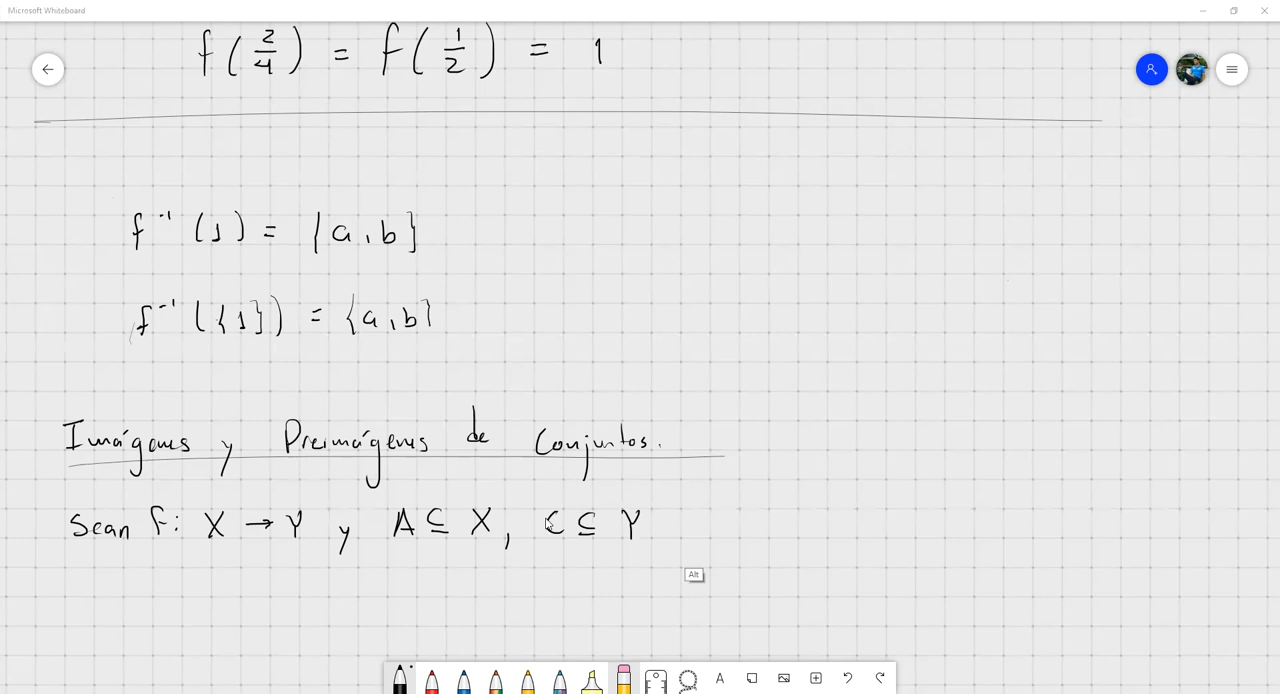 Microsoft Whiteboard
f(2/4) = f(1/2) = 1
f⁻¹(1) = {a, b}
f⁻¹({1}) = {a, b}
Imágenes y Preimágenes de Conjuntos.
Sean f: X → Y y A ⊆ X, C ⊆ Y
Alt
A